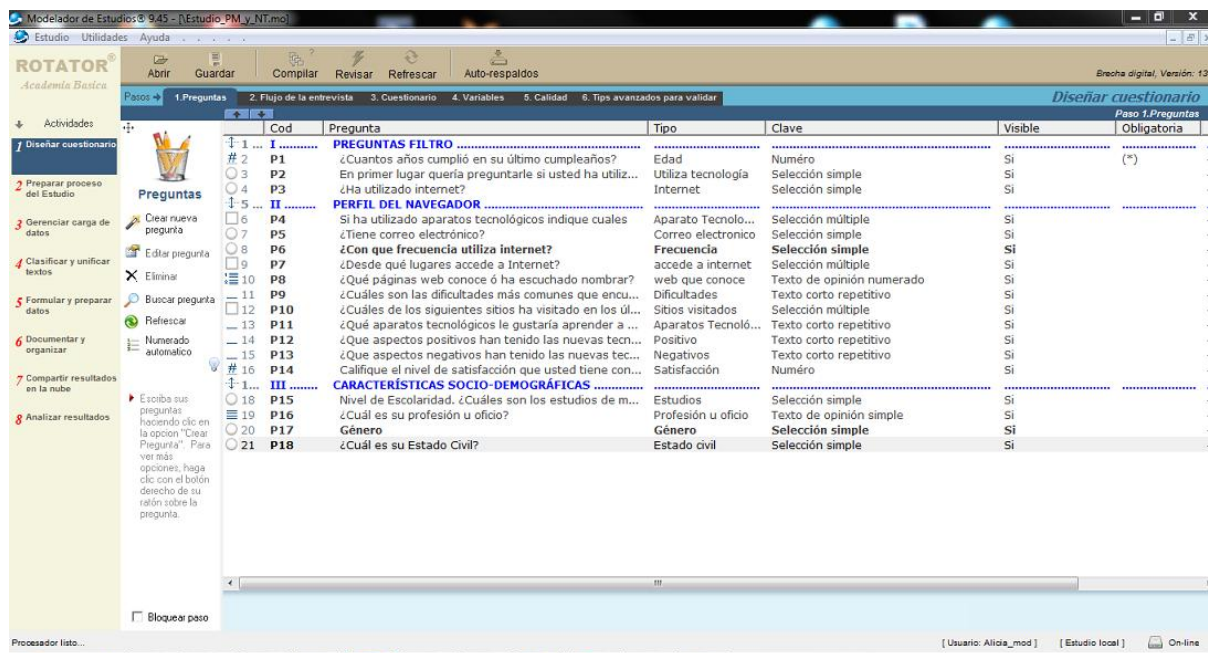 Modelador de Estudios® 9.45 - [\Estudio_PM_y_NT.mo]
Estudio Utilidades Ayuda . . . . . .
ROTATOR®
Academia Basica
Abrir Guardar Compilar ? Revisar Refrescar Auto-respaldos
Brecha digital, Versión: 13
Pasos 1.Preguntas 2. Flujo de la entrevista 3. Cuestionario 4. Variables 5. Calidad 6. Tips avanzados para validar
Diseñar cuestionario
Paso 1.Preguntas
Actividades
1 Diseñar cuestionario
2 Preparar proceso
del Estudio
3 Gerenciar carga de
datos
4 Clasificar y unificar
textos
5 Formular y preparar
datos
6 Documentar y
organizar
7 Compartir resultados
en la nube
8 Analizar resultados
Preguntas
Crear nueva
pregunta
Editar pregunta
Eliminar
Buscar pregunta
Refrescar
Numerado
automatico
Escriba sus
preguntas
haciendo clic en
la opcion "Crear
Pregunta". Para
ver más
opciones, haga
clic con el botón
derecho de su
ratón sobre la
pregunta.
Bloquear paso
Cod Pregunta Tipo Clave Visible Obligatoria
1 ... I .......... PREGUNTAS FILTRO
# 2 P1 ¿Cuantos años cumplió en su último cumpleaños? Edad Numéro Si (*)
3 P2 En primer lugar quería preguntarle si usted ha utiliz... Utiliza tecnología Selección simple Si
4 P3 ¿Ha utilizado internet? Internet Selección simple Si
5 ... II ......... PERFIL DEL NAVEGADOR
6 P4 Si ha utilizado aparatos tecnológicos indique cuales Aparato Tecnolo... Selección múltiple Si
7 P5 ¿Tiene correo electrónico? Correo electronico Selección simple Si
8 P6 ¿Con que frecuencia utiliza internet? Frecuencia Selección simple Si
9 P7 ¿Desde qué lugares accede a Internet? accede a internet Selección múltiple Si
10 P8 ¿Qué páginas web conoce ó ha escuchado nombrar? web que conoce Texto de opinión numerado Si
11 P9 ¿Cuáles son las dificultades más comunes que encu... Dificultades Texto corto repetitivo Si
12 P10 ¿Cuáles de los siguientes sitios ha visitado en los úl... Sitios visitados Selección múltiple Si
13 P11 ¿Qué aparatos tecnológicos le gustaría aprender a ... Aparatos Tecnoló... Texto corto repetitivo Si
14 P12 ¿Que aspectos positivos han tenido las nuevas tecn... Positivo Texto corto repetitivo Si
15 P13 ¿Que aspectos negativos han tenido las nuevas tec... Negativos Texto corto repetitivo Si
# 16 P14 Califique el nivel de satisfacción que usted tiene con... Satisfacción Numéro Si
1... III ........ CARACTERÍSTICAS SOCIO-DEMOGRÁFICAS
18 P15 Nivel de Escolaridad. ¿Cuáles son los estudios de m... Estudios Selección simple Si
19 P16 ¿Cuál es su profesión u oficio? Profesión u oficio Texto de opinión simple Si
20 P17 Género Género Selección simple Si
21 P18 ¿Cuál es su Estado Civil? Estado civil Selección simple Si
Procesador listo...
[ Usuario: Alicia_mod ] [ Estudio local ] On-line